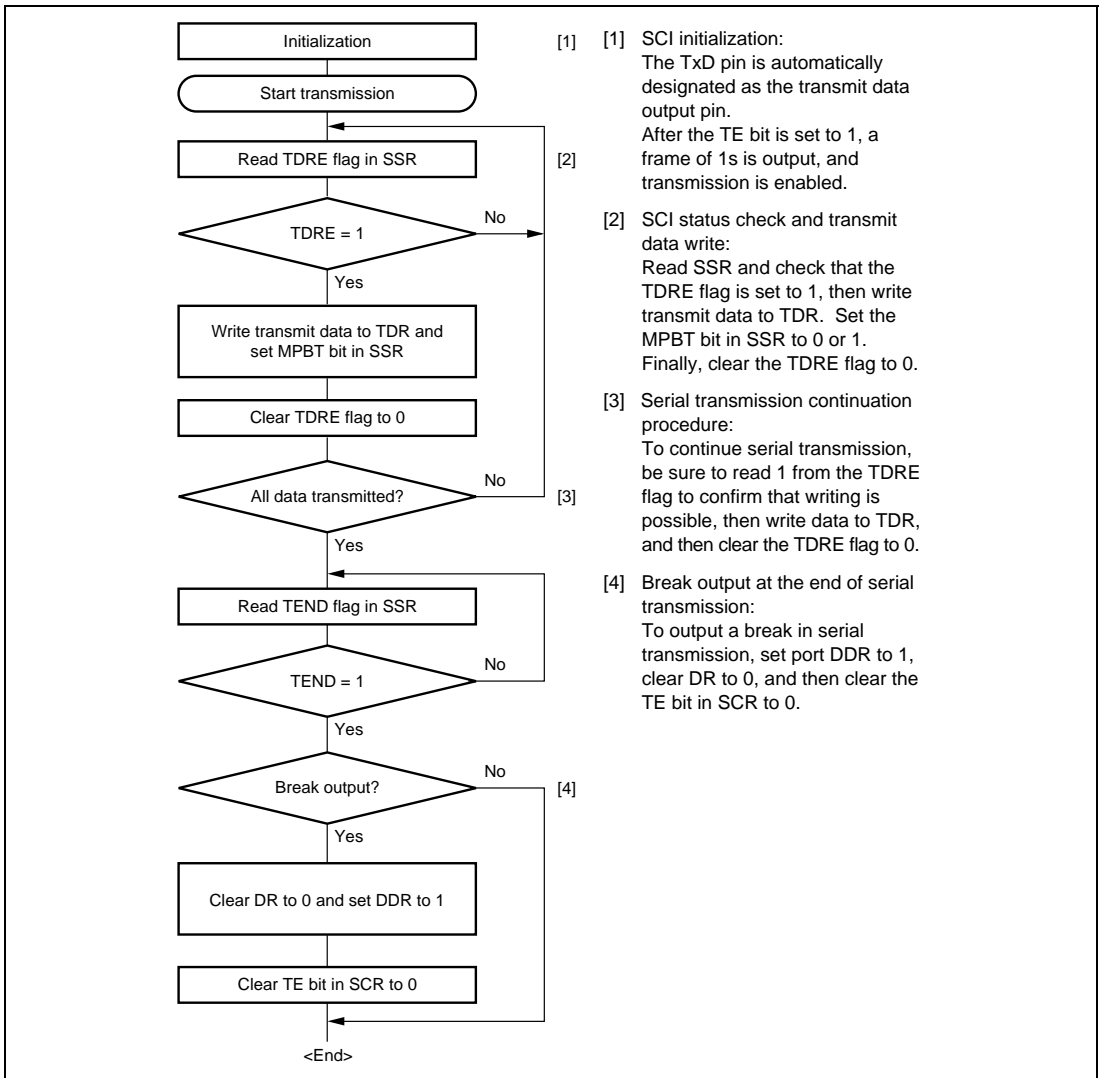 Initialization
[1]
Start transmission
Read TDRE flag in SSR
[2]
TDRE = 1
No
Yes
Write transmit data to TDR and
set MPBT bit in SSR
Clear TDRE flag to 0
All data transmitted?
No
[3]
Yes
Read TEND flag in SSR
TEND = 1
No
Yes
Break output?
No
[4]
Yes
Clear DR to 0 and set DDR to 1
Clear TE bit in SCR to 0
<End>
[1] SCI initialization:
The TxD pin is automatically
designated as the transmit data
output pin.
After the TE bit is set to 1, a
frame of 1s is output, and
transmission is enabled.
[2] SCI status check and transmit
data write:
Read SSR and check that the
TDRE flag is set to 1, then write
transmit data to TDR. Set the
MPBT bit in SSR to 0 or 1.
Finally, clear the TDRE flag to 0.
[3] Serial transmission continuation
procedure:
To continue serial transmission,
be sure to read 1 from the TDRE
flag to confirm that writing is
possible, then write data to TDR,
and then clear the TDRE flag to 0.
[4] Break output at the end of serial
transmission:
To output a break in serial
transmission, set port DDR to 1,
clear DR to 0, and then clear the
TE bit in SCR to 0.